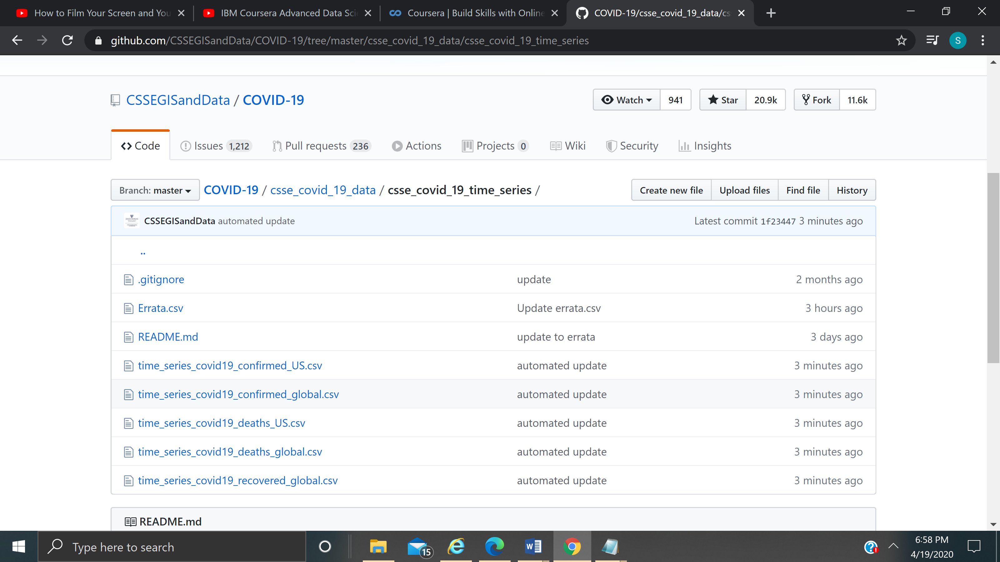 How to Film Your Screen and You
IBM Coursera Advanced Data Scie
Coursera | Build Skills with Online
COVID-19/csse_covid_19_data/cs
github.com/CSSEGISandData/COVID-19/tree/master/csse_covid_19_data/csse_covid_19_time_series
S
CSSEGISandData / COVID-19
Watch 941
Star 20.9k
Fork 11.6k
Code
Issues 1,212
Pull requests 236
Actions
Projects 0
Wiki
Security
Insights
Branch: master
COVID-19 / csse_covid_19_data / csse_covid_19_time_series /
Create new file
Upload files
Find file
History
CSSEGISandData automated update
Latest commit 1f23447 3 minutes ago
..
.gitignore update 2 months ago
Errata.csv Update errata.csv 3 hours ago
README.md update to errata 3 days ago
time_series_covid19_confirmed_US.csv automated update 3 minutes ago
time_series_covid19_confirmed_global.csv automated update 3 minutes ago
time_series_covid19_deaths_US.csv automated update 3 minutes ago
time_series_covid19_deaths_global.csv automated update 3 minutes ago
time_series_covid19_recovered_global.csv automated update 3 minutes ago
README.md
Type here to search
15
6:58 PM
4/19/2020